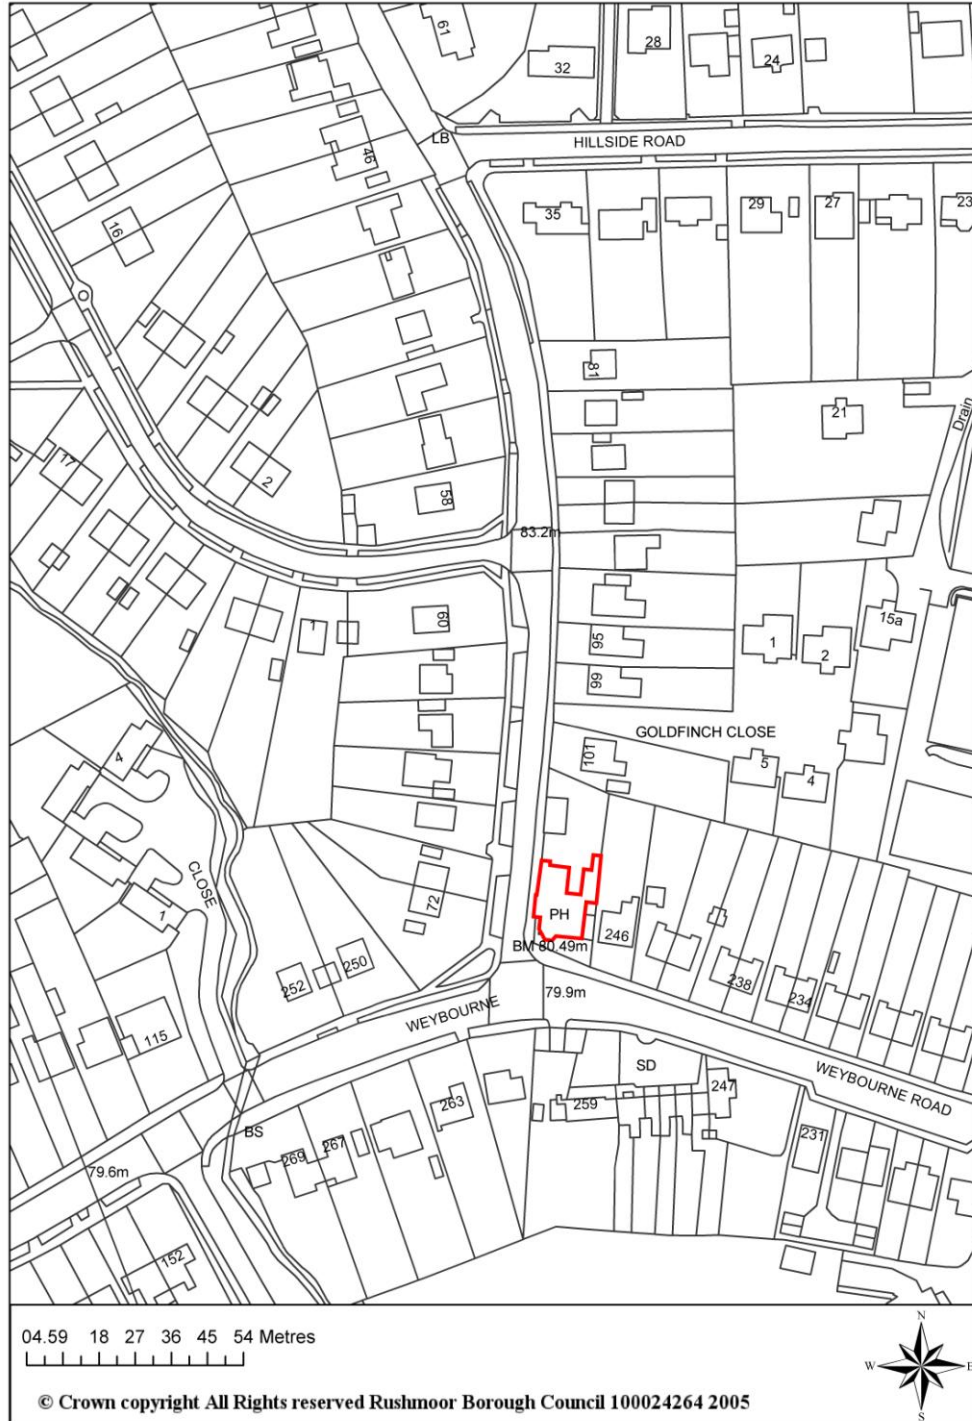 61
28
32
24
LB
HILLSIDE ROAD
46
35
29
27
23
16
81
21
Drain
17
2
58
83.2m
60
1
95
99
1
2
15a
GOLDFINCH CLOSE
101
5
4
4
CLOSE
1
72
PH
246
BM 80.49m
252
250
238
234
79.9m
WEYBOURNE
115
SD
WEYBOURNE ROAD
247
259
263
231
BS
267
269
79.6m
152
04.59 18 27 36 45 54 Metres
N
W E
S
© Crown copyright All Rights reserved Rushmoor Borough Council 100024264 2005